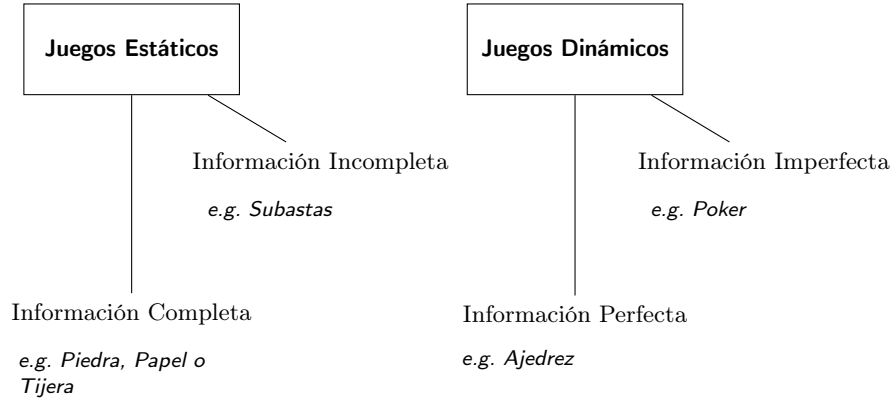 Juegos Estáticos
Información Incompleta
e.g. Subastas
Información Completa
e.g. Piedra, Papel o
Tijera
Juegos Dinámicos
Información Imperfecta
e.g. Poker
Información Perfecta
e.g. Ajedrez